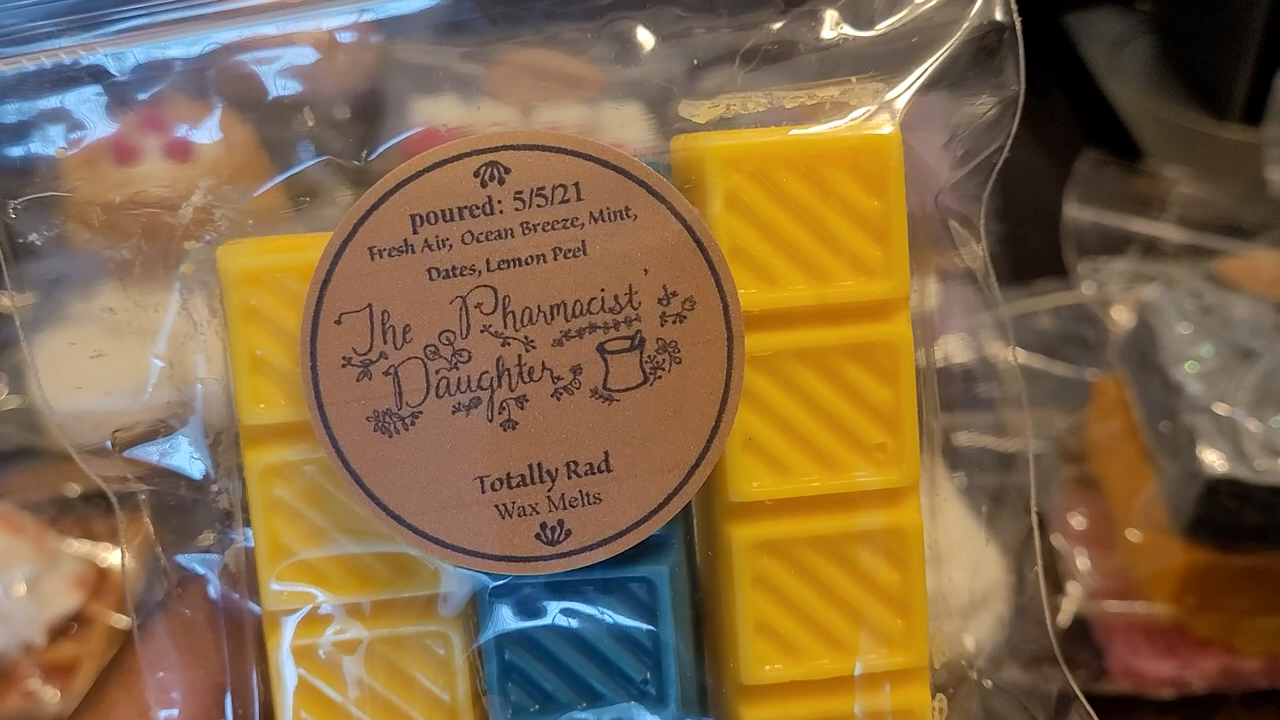 poured: 5/5/21
Fresh Air, Ocean Breeze, Mint,
Dates, Lemon Peel
The Pharmacist'
Daughter
Totally Rad
Wax Melts